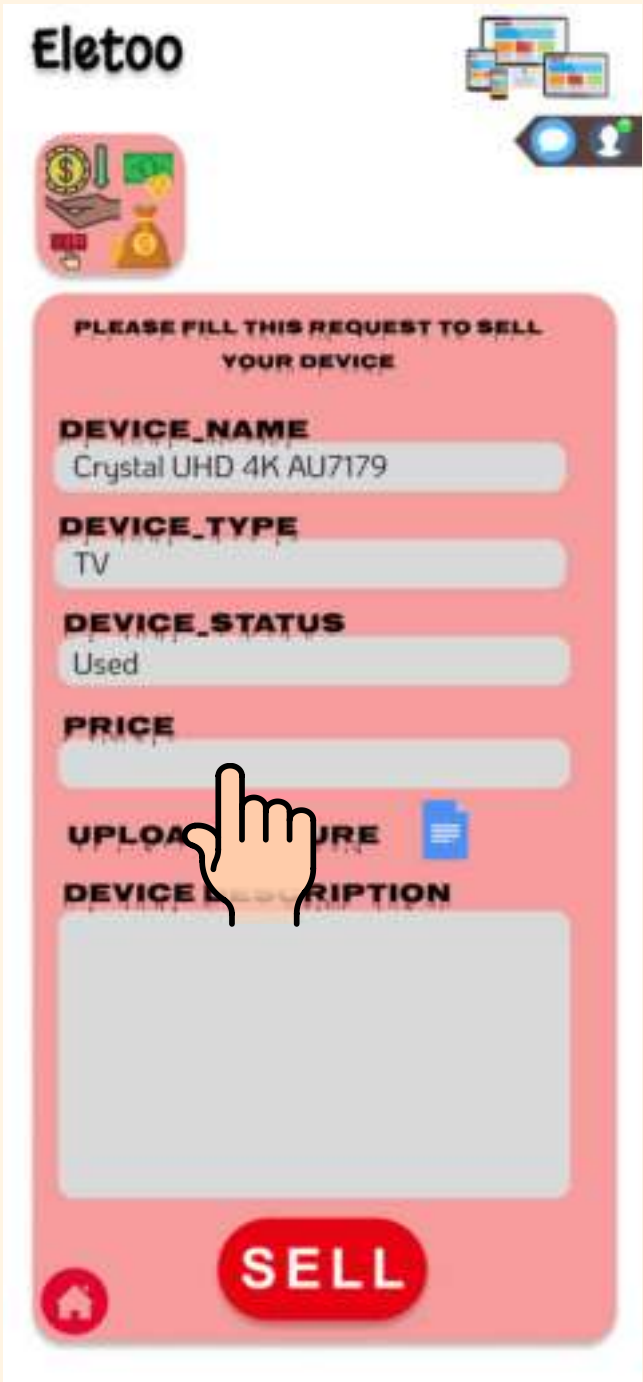 Eletoo
PLEASE FILL THIS REQUEST TO SELL
YOUR DEVICE
DEVICE_NAME
Crystal UHD 4K AU7179
DEVICE_TYPE
TV
DEVICE_STATUS
Used
PRICE
DEVICE
SELL